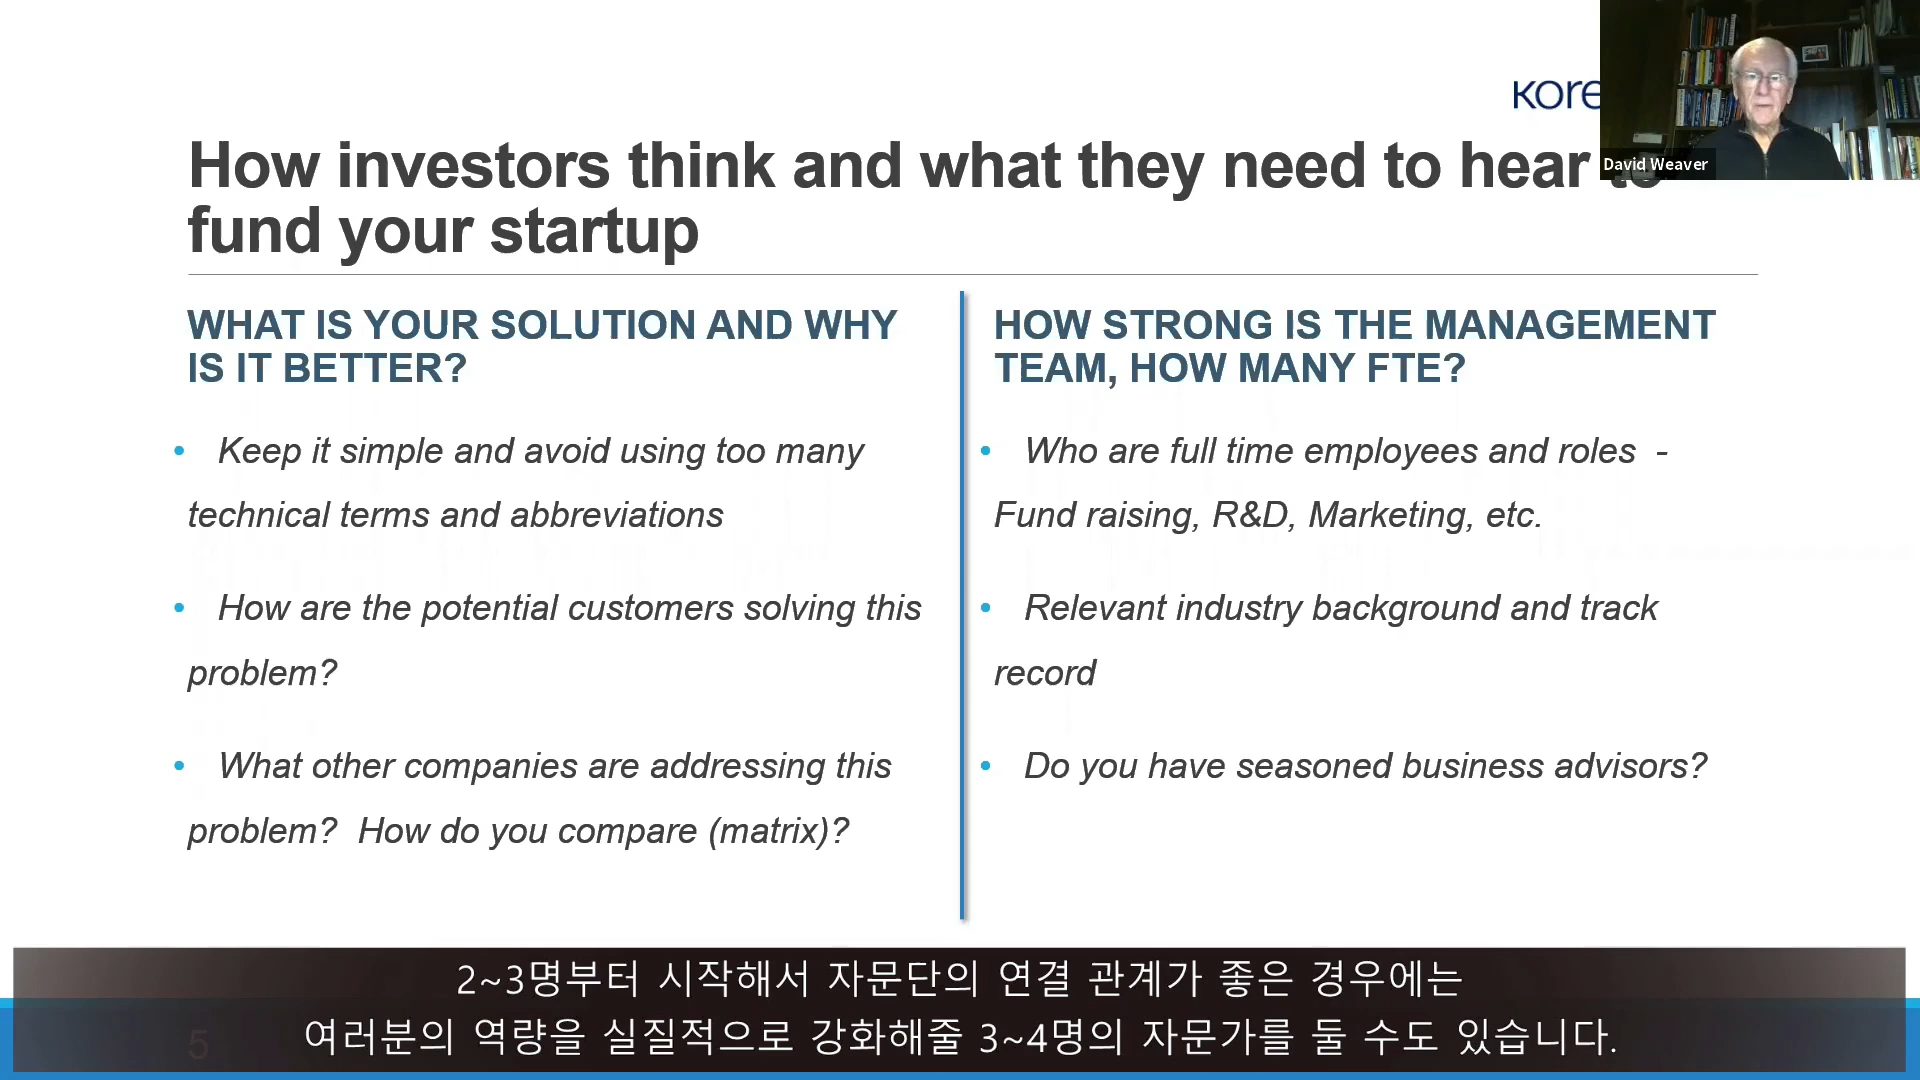 KORE
David Weaver
How investors think and what they need to hear to
fund your startup
WHAT IS YOUR SOLUTION AND WHY
IS IT BETTER?
• Keep it simple and avoid using too many
technical terms and abbreviations
• How are the potential customers solving this
problem?
• What other companies are addressing this
problem? How do you compare (matrix)?
HOW STRONG IS THE MANAGEMENT
TEAM, HOW MANY FTE?
• Who are full time employees and roles -
Fund raising, R&D, Marketing, etc.
• Relevant industry background and track
record
• Do you have seasoned business advisors?
2~3명부터 시작해서 자문단의 연결 관계가 좋은 경우에는
여러분의 역량을 실질적으로 강화해줄 3~4명의 자문가를 둘 수도 있습니다.
5